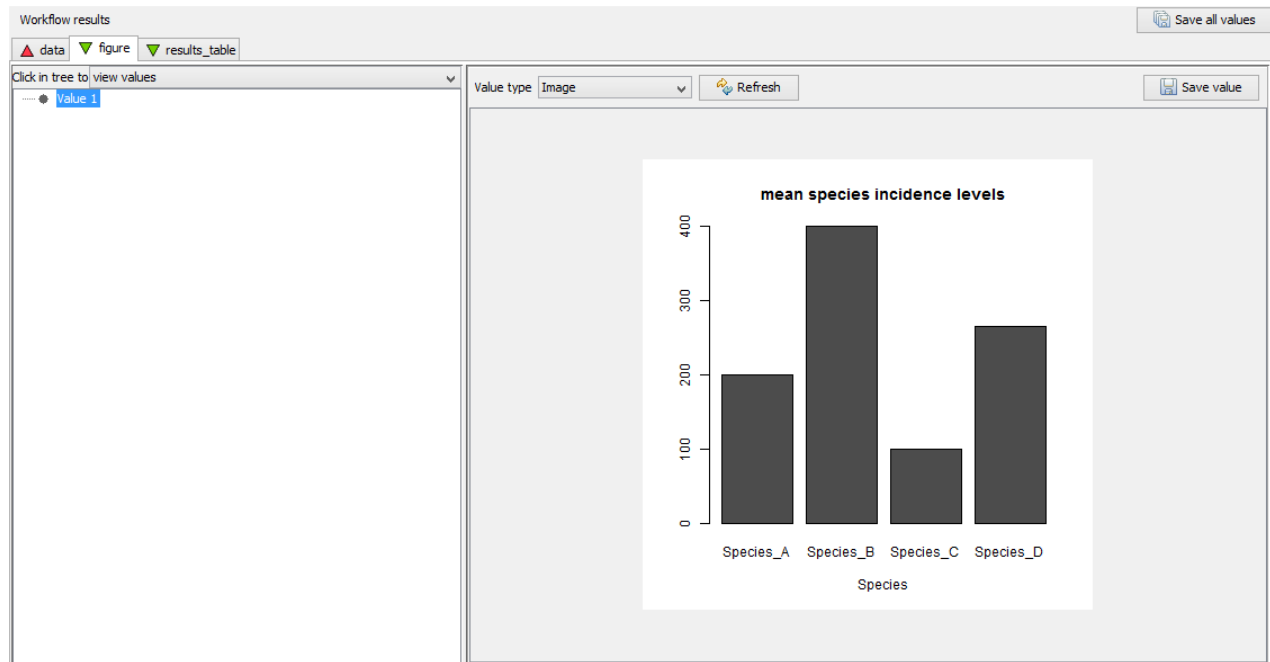 Workflow results
Save all values
data figure results_table
Click in tree to view values
Value 1
Value type Image Refresh Save value
mean species incidence levels
400
300
200
100
0
Species_A Species_B Species_C Species_D
Species